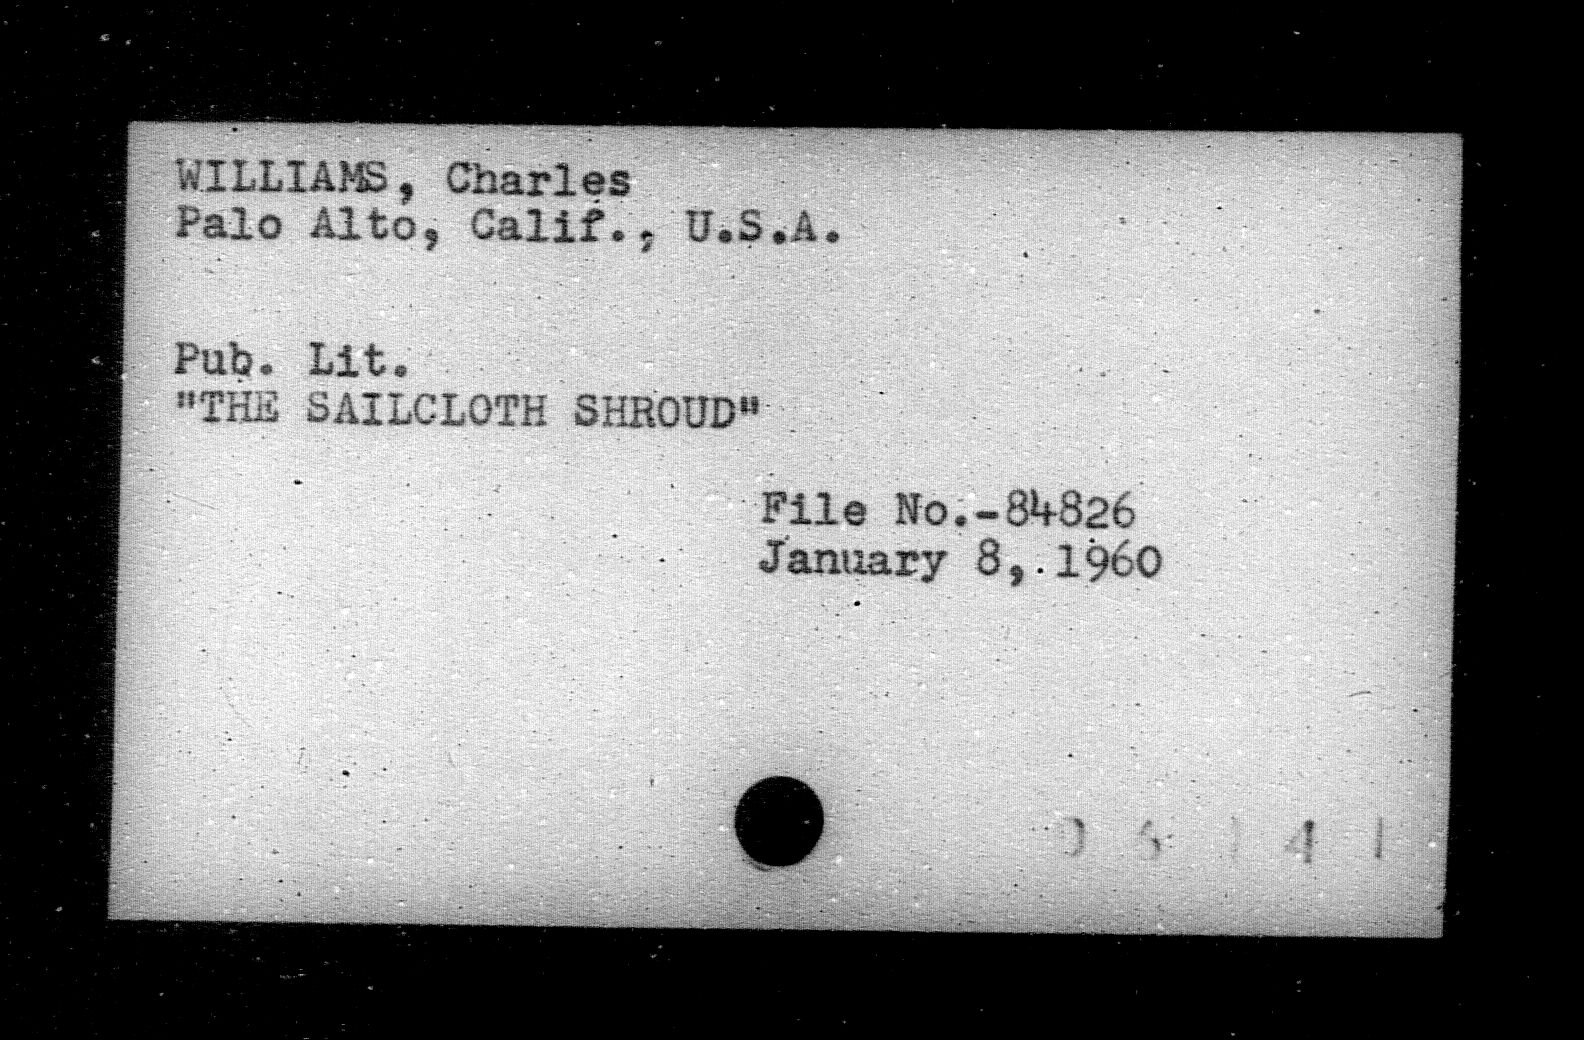 WILLIAMS, Charles
Palo Alto, Calif., U.S.A.
Pub. Lit.
"THE SAILCLOTH SHROUD"
File No.-84826
January 8, 1960